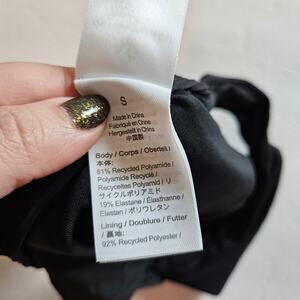 S
Made in China
Fabriqué en Chine
Hergestellt in China
中国製
Body / Corps / Oberteil /
本体:
81% Recycled Polyamide /
Polyamide Recyclé /
Recyceltes Polyamid / リ
サイクルポリアミド
19% Elastane / Élasthanne /
Elastan / ポリウレタン
Lining / Doublure / Futter
/ 裏地:
92% Recycled Polyester /